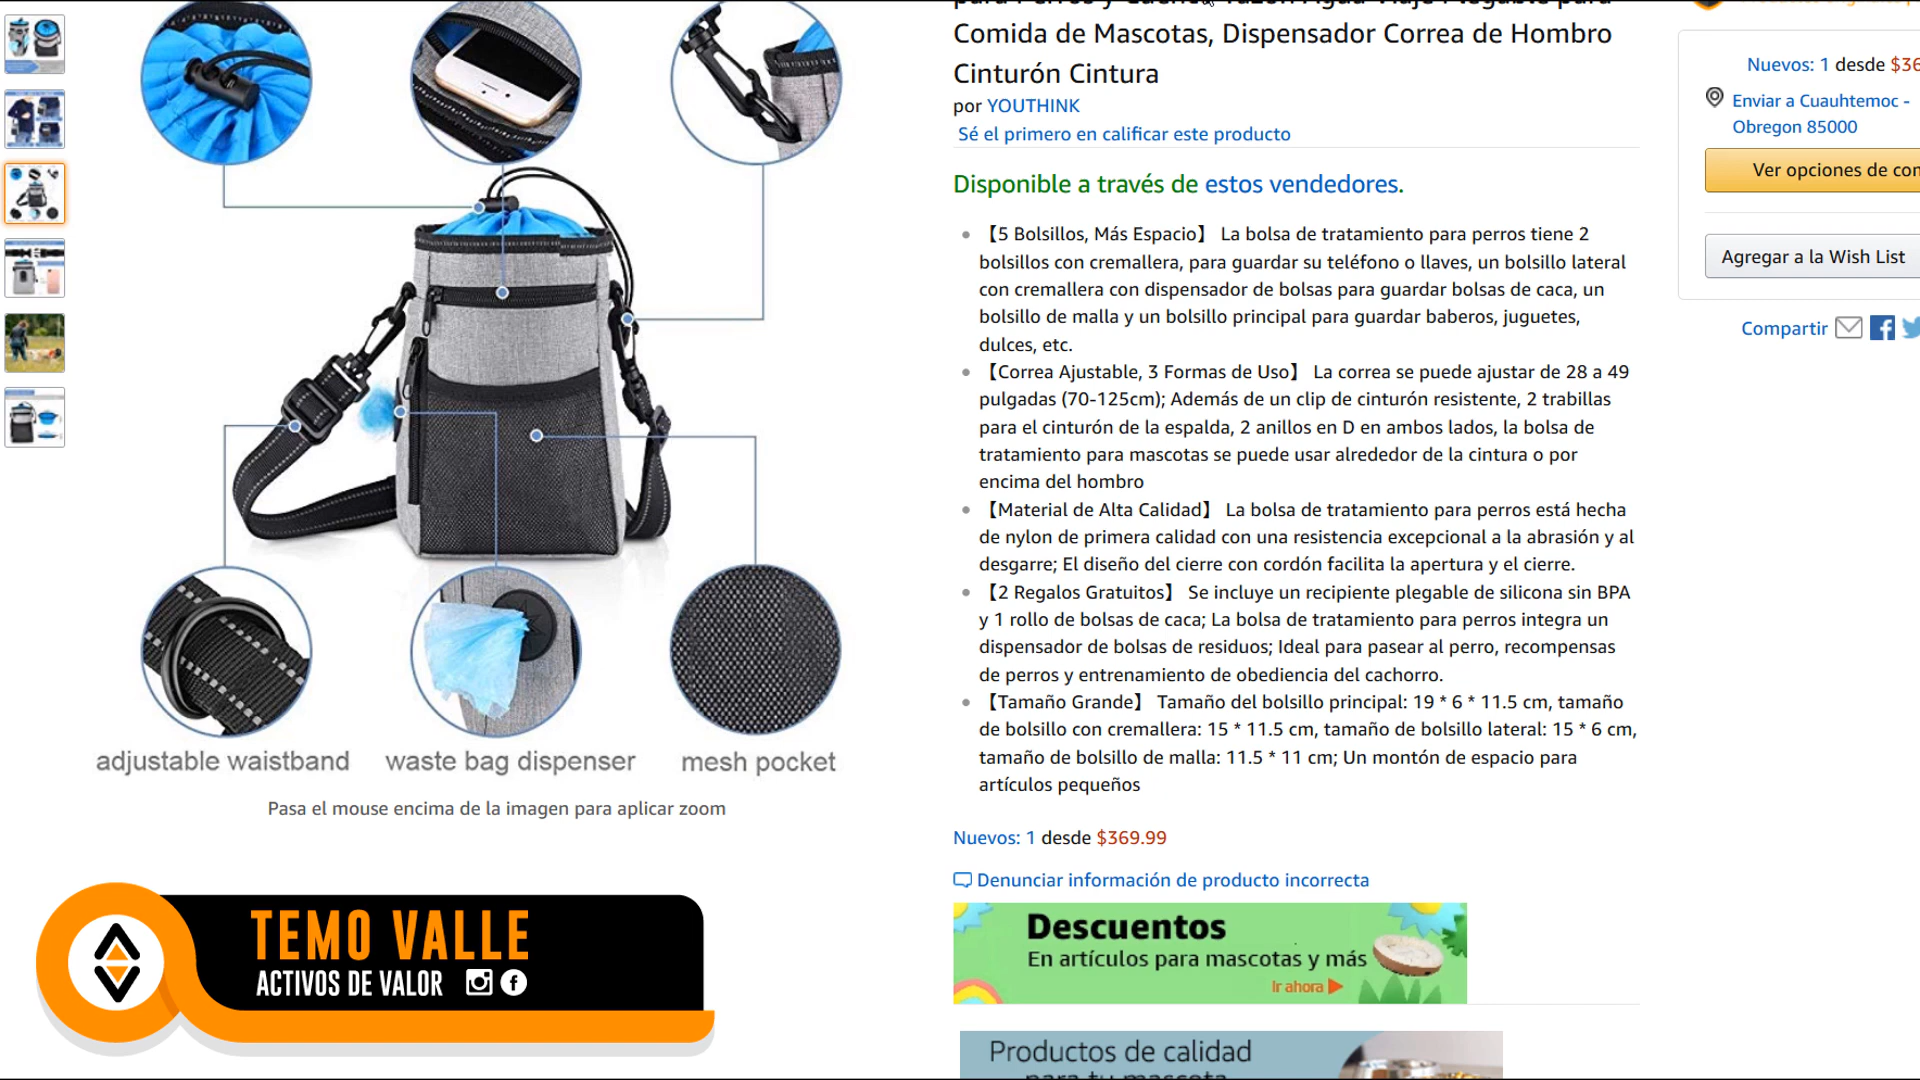 Comida de Mascotas, Dispensador Correa de Hombro
Cinturón Cintura
por YOUTHINK
Sé el primero en calificar este producto
Disponible a través de estos vendedores.
【5 Bolsillos, Más Espacio】 La bolsa de tratamiento para perros tiene 2
bolsillos con cremallera, para guardar su teléfono o llaves, un bolsillo lateral
con cremallera con dispensador de bolsas para guardar bolsas de caca, un
bolsillo de malla y un bolsillo principal para guardar baberos, juguetes,
dulces, etc.
【Correa Ajustable, 3 Formas de Uso】 La correa se puede ajustar de 28 a 49
pulgadas (70-125cm); Además de un clip de cinturón resistente, 2 trabillas
para el cinturón de la espalda, 2 anillos en D en ambos lados, la bolsa de
tratamiento para mascotas se puede usar alrededor de la cintura o por
encima del hombro
【Material de Alta Calidad】 La bolsa de tratamiento para perros está hecha
de nylon de primera calidad con una resistencia excepcional a la abrasión y al
desgarre; El diseño del cierre con cordón facilita la apertura y el cierre.
【2 Regalos Gratuitos】 Se incluye un recipiente plegable de silicona sin BPA
y 1 rollo de bolsas de caca; La bolsa de tratamiento para perros integra un
dispensador de bolsas de residuos; Ideal para pasear al perro, recompensas
de perros y entrenamiento de obediencia del cachorro.
【Tamaño Grande】 Tamaño del bolsillo principal: 19 * 6 * 11.5 cm, tamaño
de bolsillo con cremallera: 15 * 11.5 cm, tamaño de bolsillo lateral: 15 * 6 cm,
tamaño de bolsillo de malla: 11.5 * 11 cm; Un montón de espacio para
artículos pequeños
Nuevos: 1 desde $369.99
Denunciar información de producto incorrecta
Descuentos
En artículos para mascotas y más
Ir ahora
Productos de calidad
para tu mascota
Nuevos: 1 desde $36
Enviar a Cuauhtemoc -
Obregon 85000
Ver opciones de con
Agregar a la Wish List
Compartir
adjustable waistband
waste bag dispenser
mesh pocket
Pasa el mouse encima de la imagen para aplicar zoom
TEMO VALLE
ACTIVOS DE VALOR